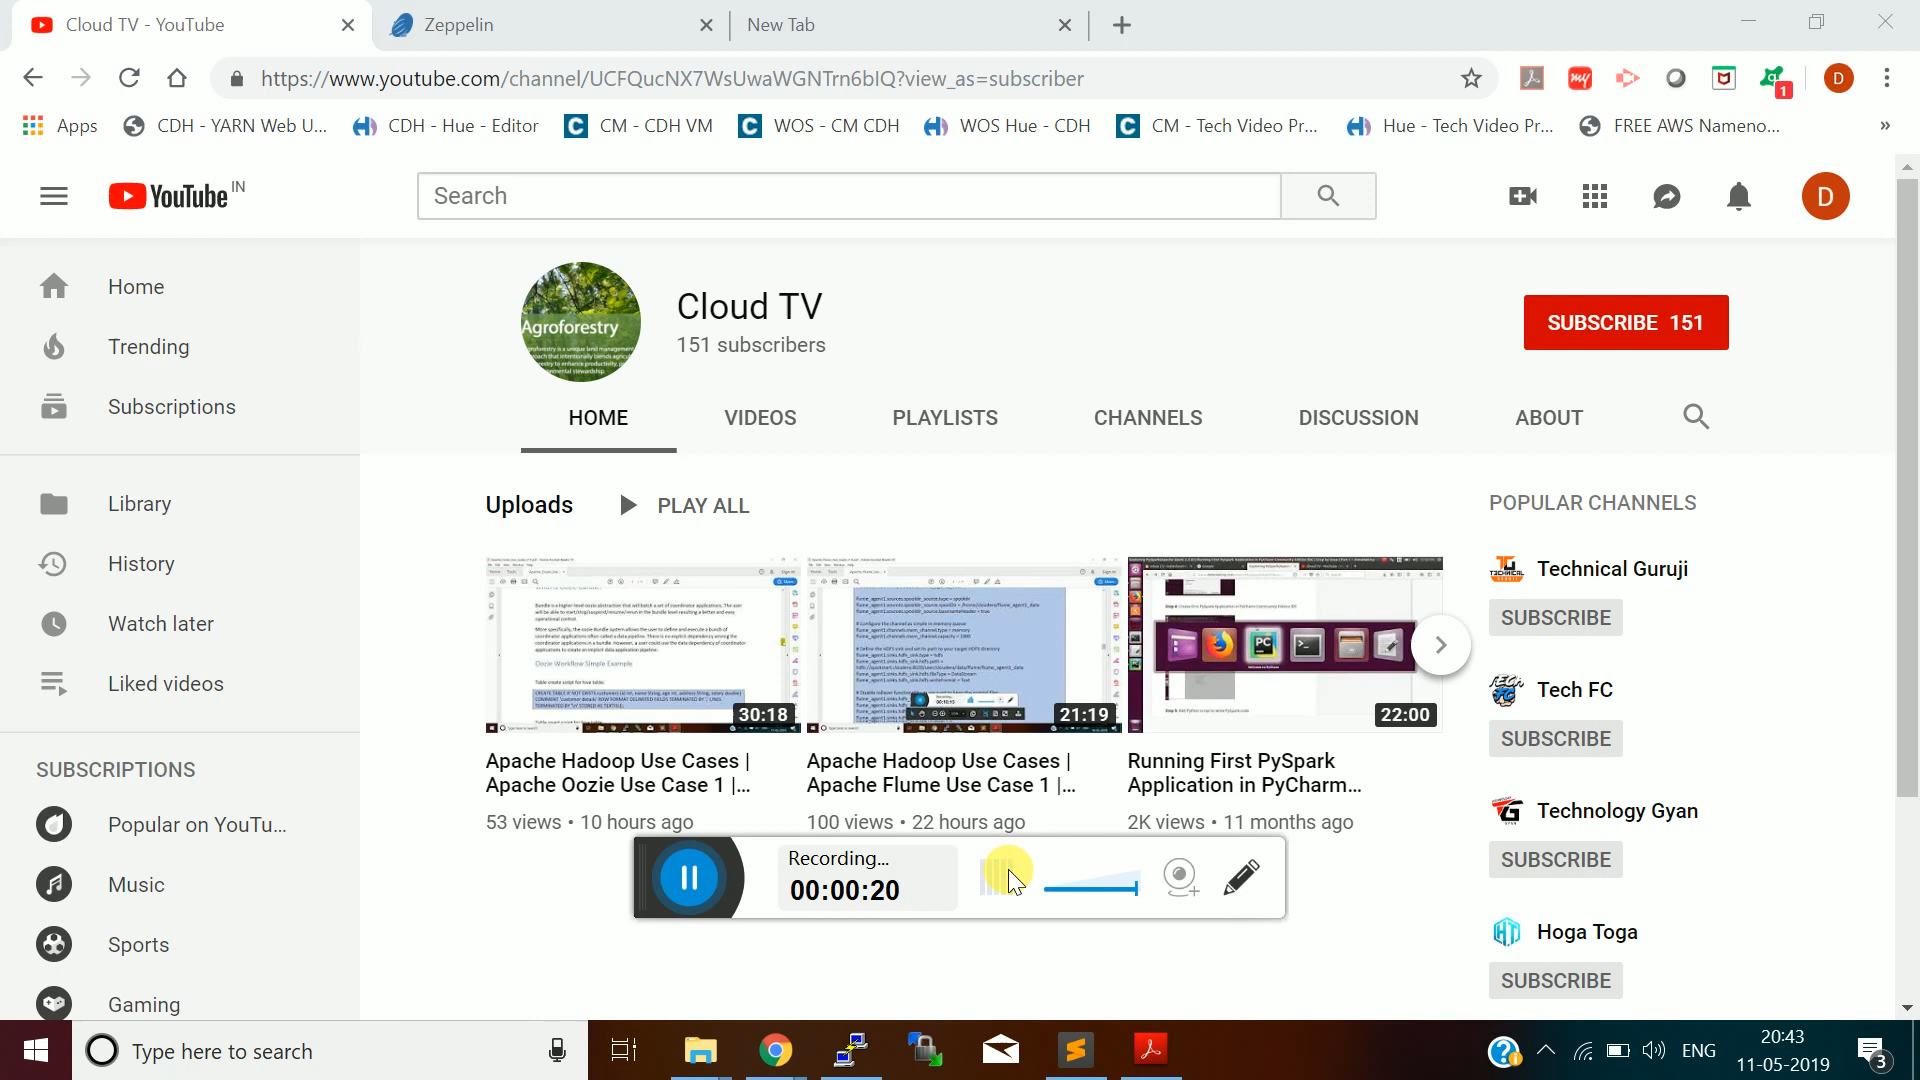 Cloud TV - YouTube
Zeppelin
New Tab
https://www.youtube.com/channel/UCFQucNX7WsUwaWGNTrn6blQ?view_as=subscriber
1
D
Apps
CDH - YARN Web U...
CDH - Hue - Editor
CM - CDH VM
WOS - CM CDH
WOS Hue - CDH
CM - Tech Video Pr...
Hue - Tech Video Pr...
FREE AWS Nameno...
»
YouTube IN
Search
D
Home
Trending
Subscriptions
Library
History
Watch later
Liked videos
SUBSCRIPTIONS
Popular on YouTu...
Music
Sports
Gaming
Agroforestry
Cloud TV
151 subscribers
SUBSCRIBE 151
HOME
VIDEOS
PLAYLISTS
CHANNELS
DISCUSSION
ABOUT
Uploads
PLAY ALL
30:18
21:19
22:00
Apache Hadoop Use Cases |
Apache Oozie Use Case 1 |...
53 views • 10 hours ago
Apache Hadoop Use Cases |
Apache Flume Use Case 1 |...
100 views • 22 hours ago
Running First PySpark
Application in PyCharm...
2K views • 11 months ago
POPULAR CHANNELS
Technical Guruji
SUBSCRIBE
Tech FC
SUBSCRIBE
Technology Gyan
SUBSCRIBE
Hoga Toga
SUBSCRIBE
Recording...
00:00:20
Type here to search
ENG
20:43
11-05-2019
3